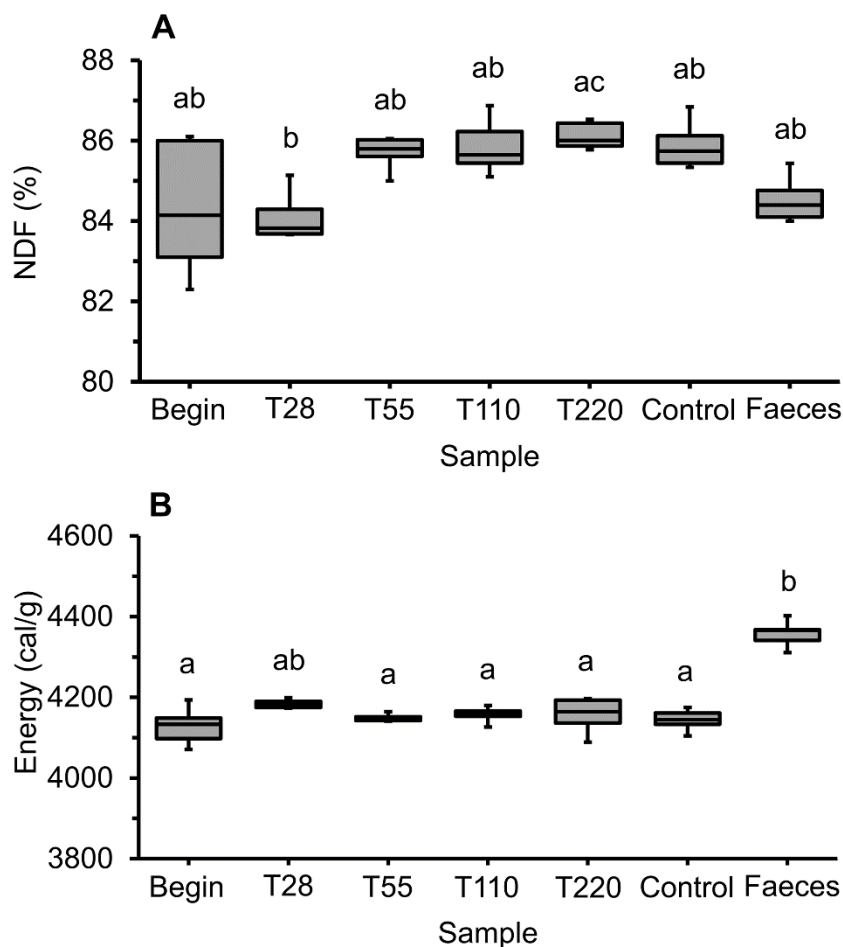 A
88
86
84
82
80
NDF (%)
ab
b
ab
ab
ac
ab
ab
Begin T28 T55 T110 T220 Control Faeces
Sample
B
4600
4400
4200
4000
3800
Energy (cal/g)
a
ab
a
a
a
a
b
Begin T28 T55 T110 T220 Control Faeces
Sample